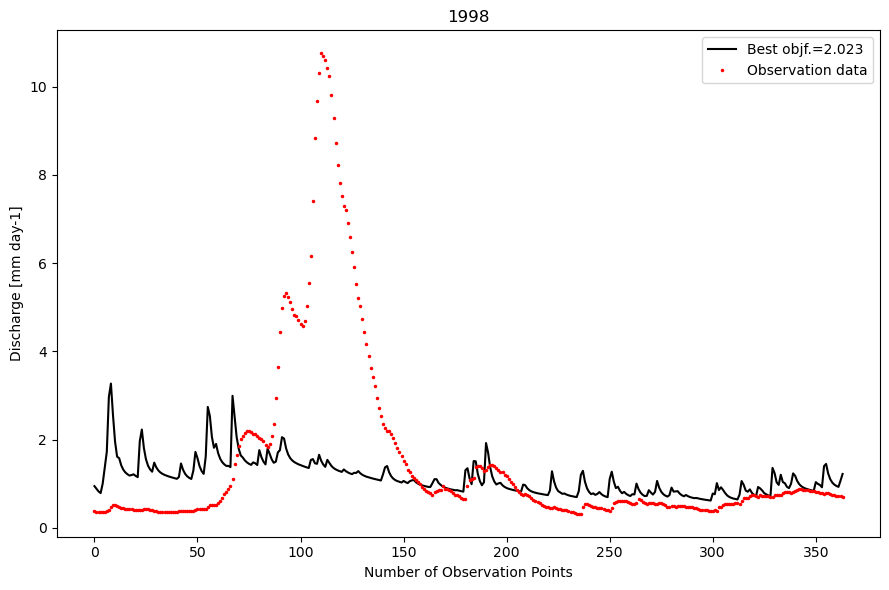 1998
Best objf.=2.023
Observation data
Discharge [mm day-1]
10
8
6
4
2
0
0 50 100 150 200 250 300 350
Number of Observation Points